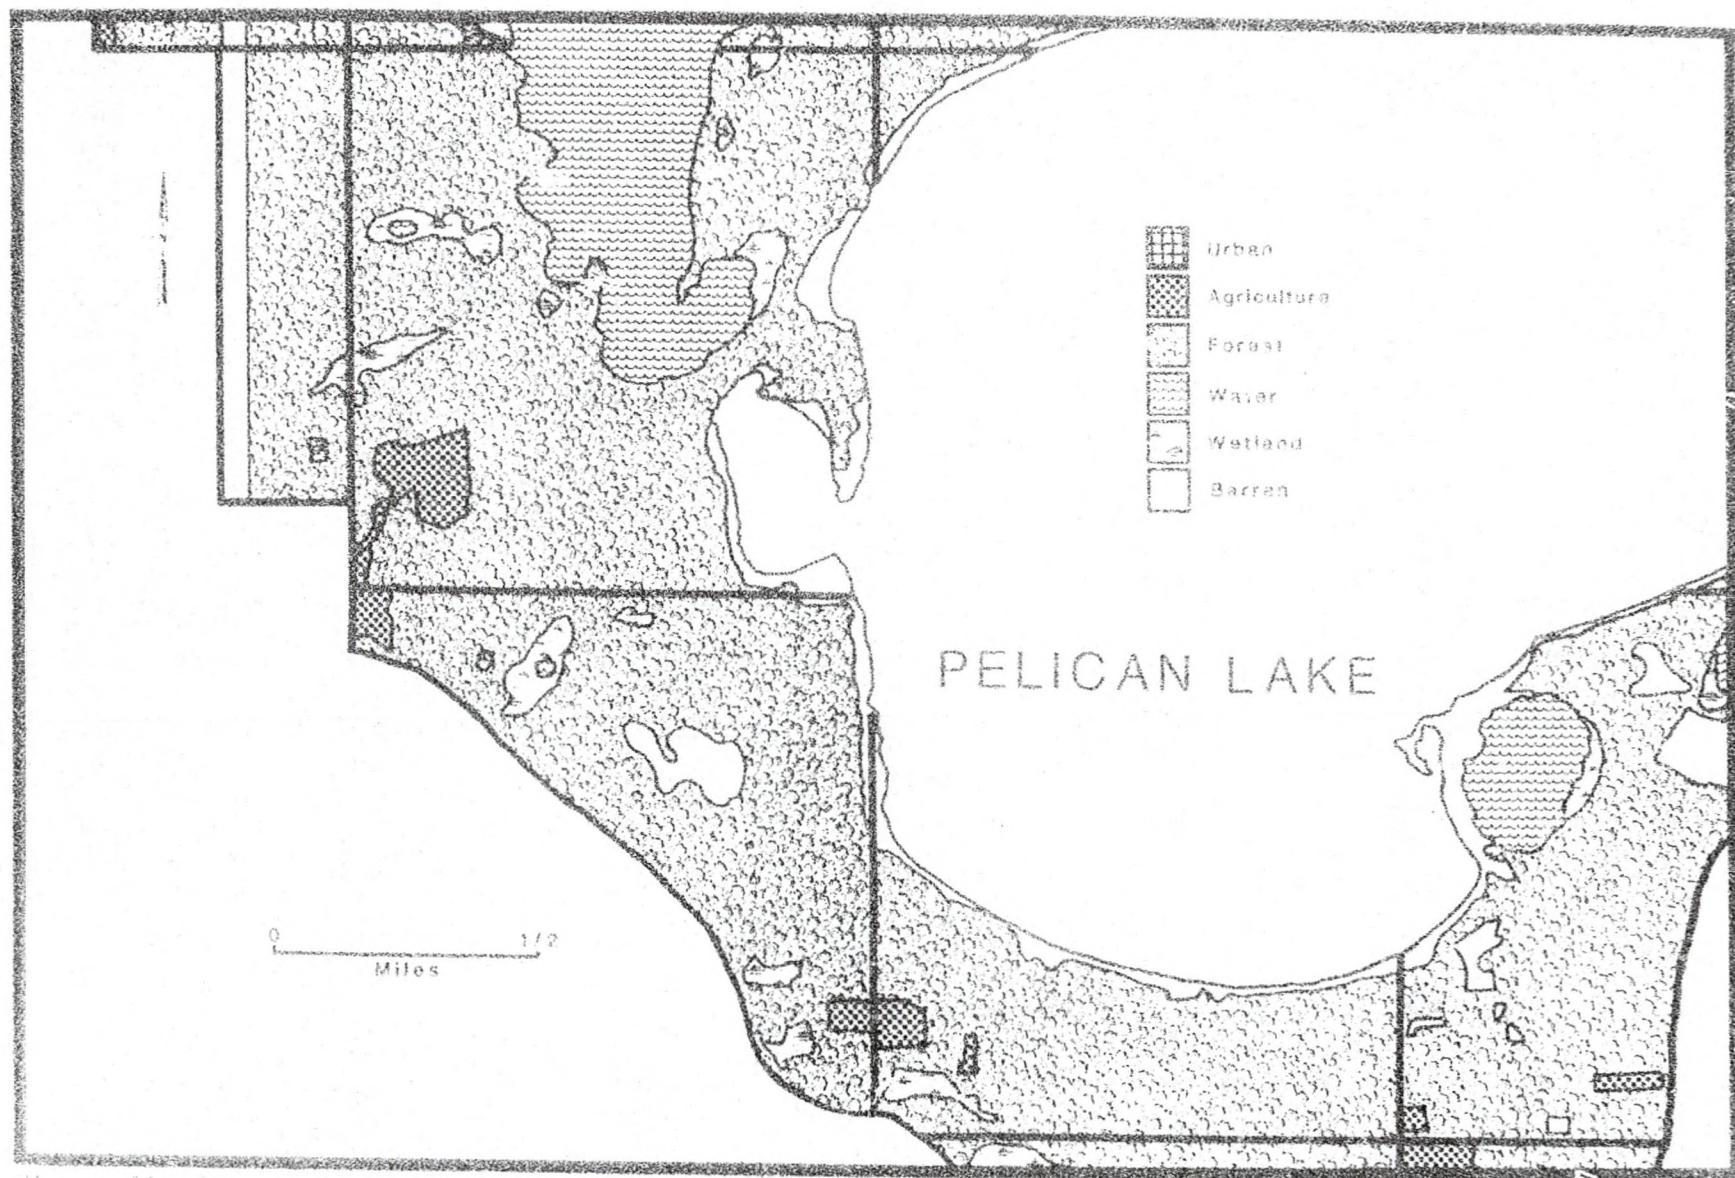 Urban
Agriculture
Forest
Water
Wetland
Barren
B
PELICAN LAKE
0 1/2
Miles